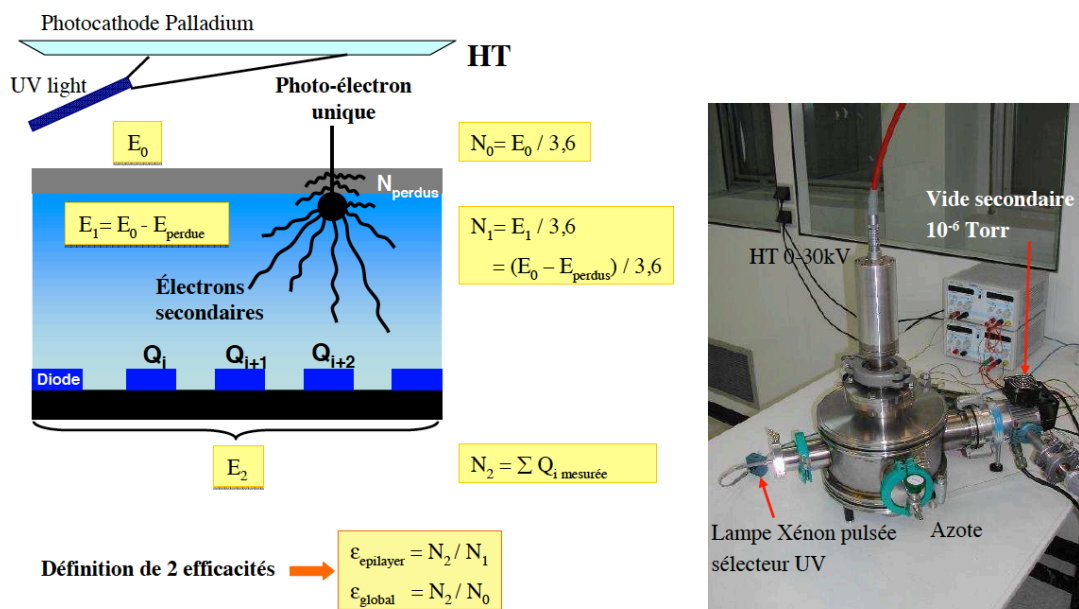 Photocathode Palladium
HT
UV light
Photo-électron
unique
E₀
N₀= E₀ / 3,6
Nperdus
E₁= E₀ - Eperdue
N₁= E₁ / 3,6
= (E₀ – Eperdus) / 3,6
Électrons
secondaires
Qi
Qi+1
Qi+2
Diode
E₂
N₂ = ∑ Qi mesurée
Définition de 2 efficacités
εepilayer = N₂ / N₁
εglobal = N₂ / N₀
Vide secondaire
10⁻⁶ Torr
HT 0-30kV
Lampe Xénon pulsée
sélecteur UV
Azote